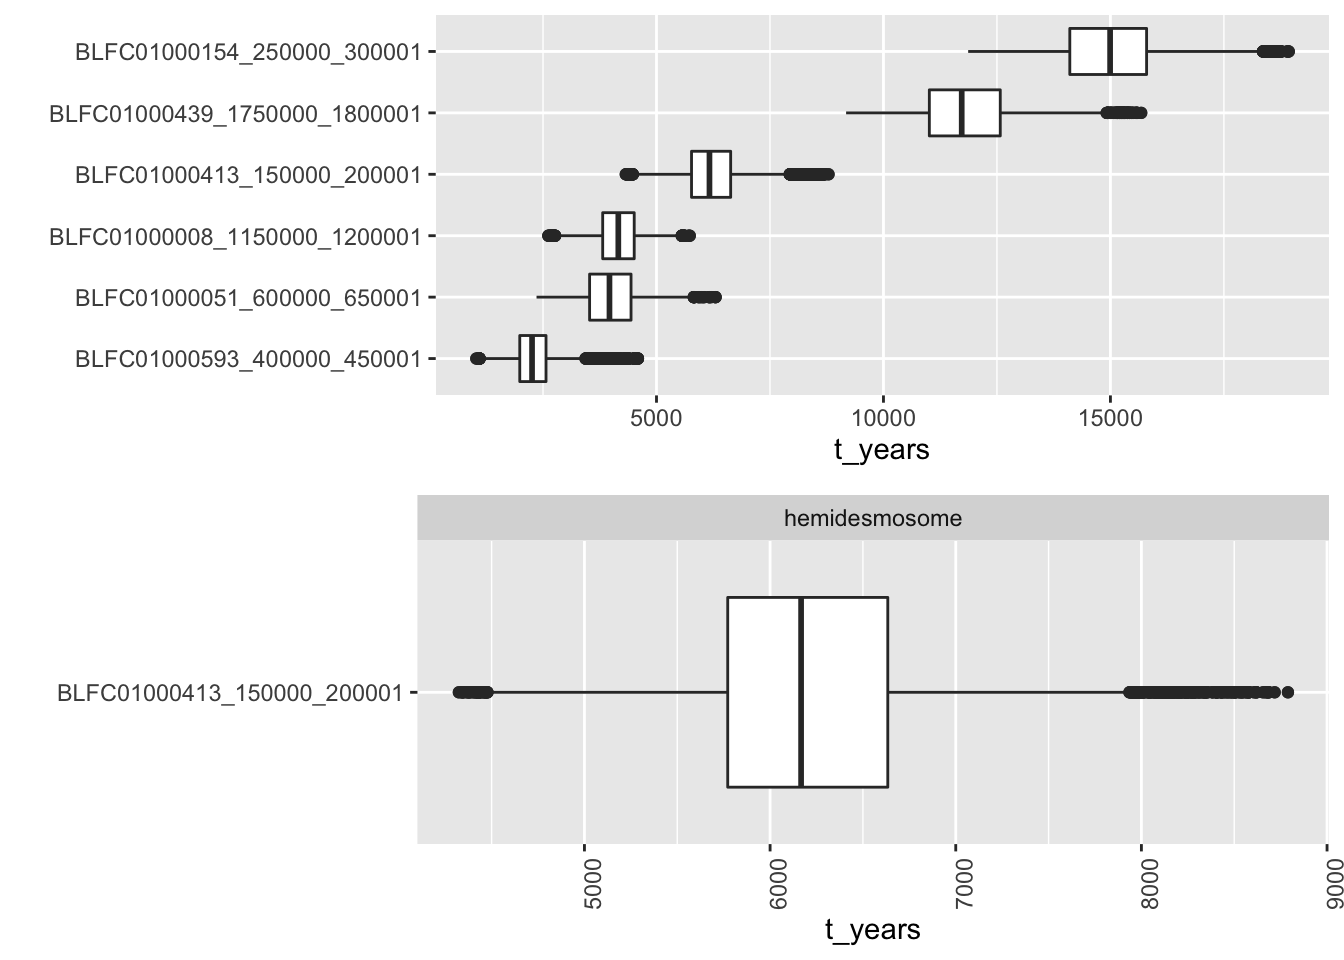 BLFC01000154_250000_300001
BLFC01000439_1750000_1800001
BLFC01000413_150000_200001
BLFC01000008_1150000_1200001
BLFC01000051_600000_650001
BLFC01000593_400000_450001
5000 10000 15000
t_years
hemidesmosome
BLFC01000413_150000_200001
5000 6000 7000 8000 9000
t_years